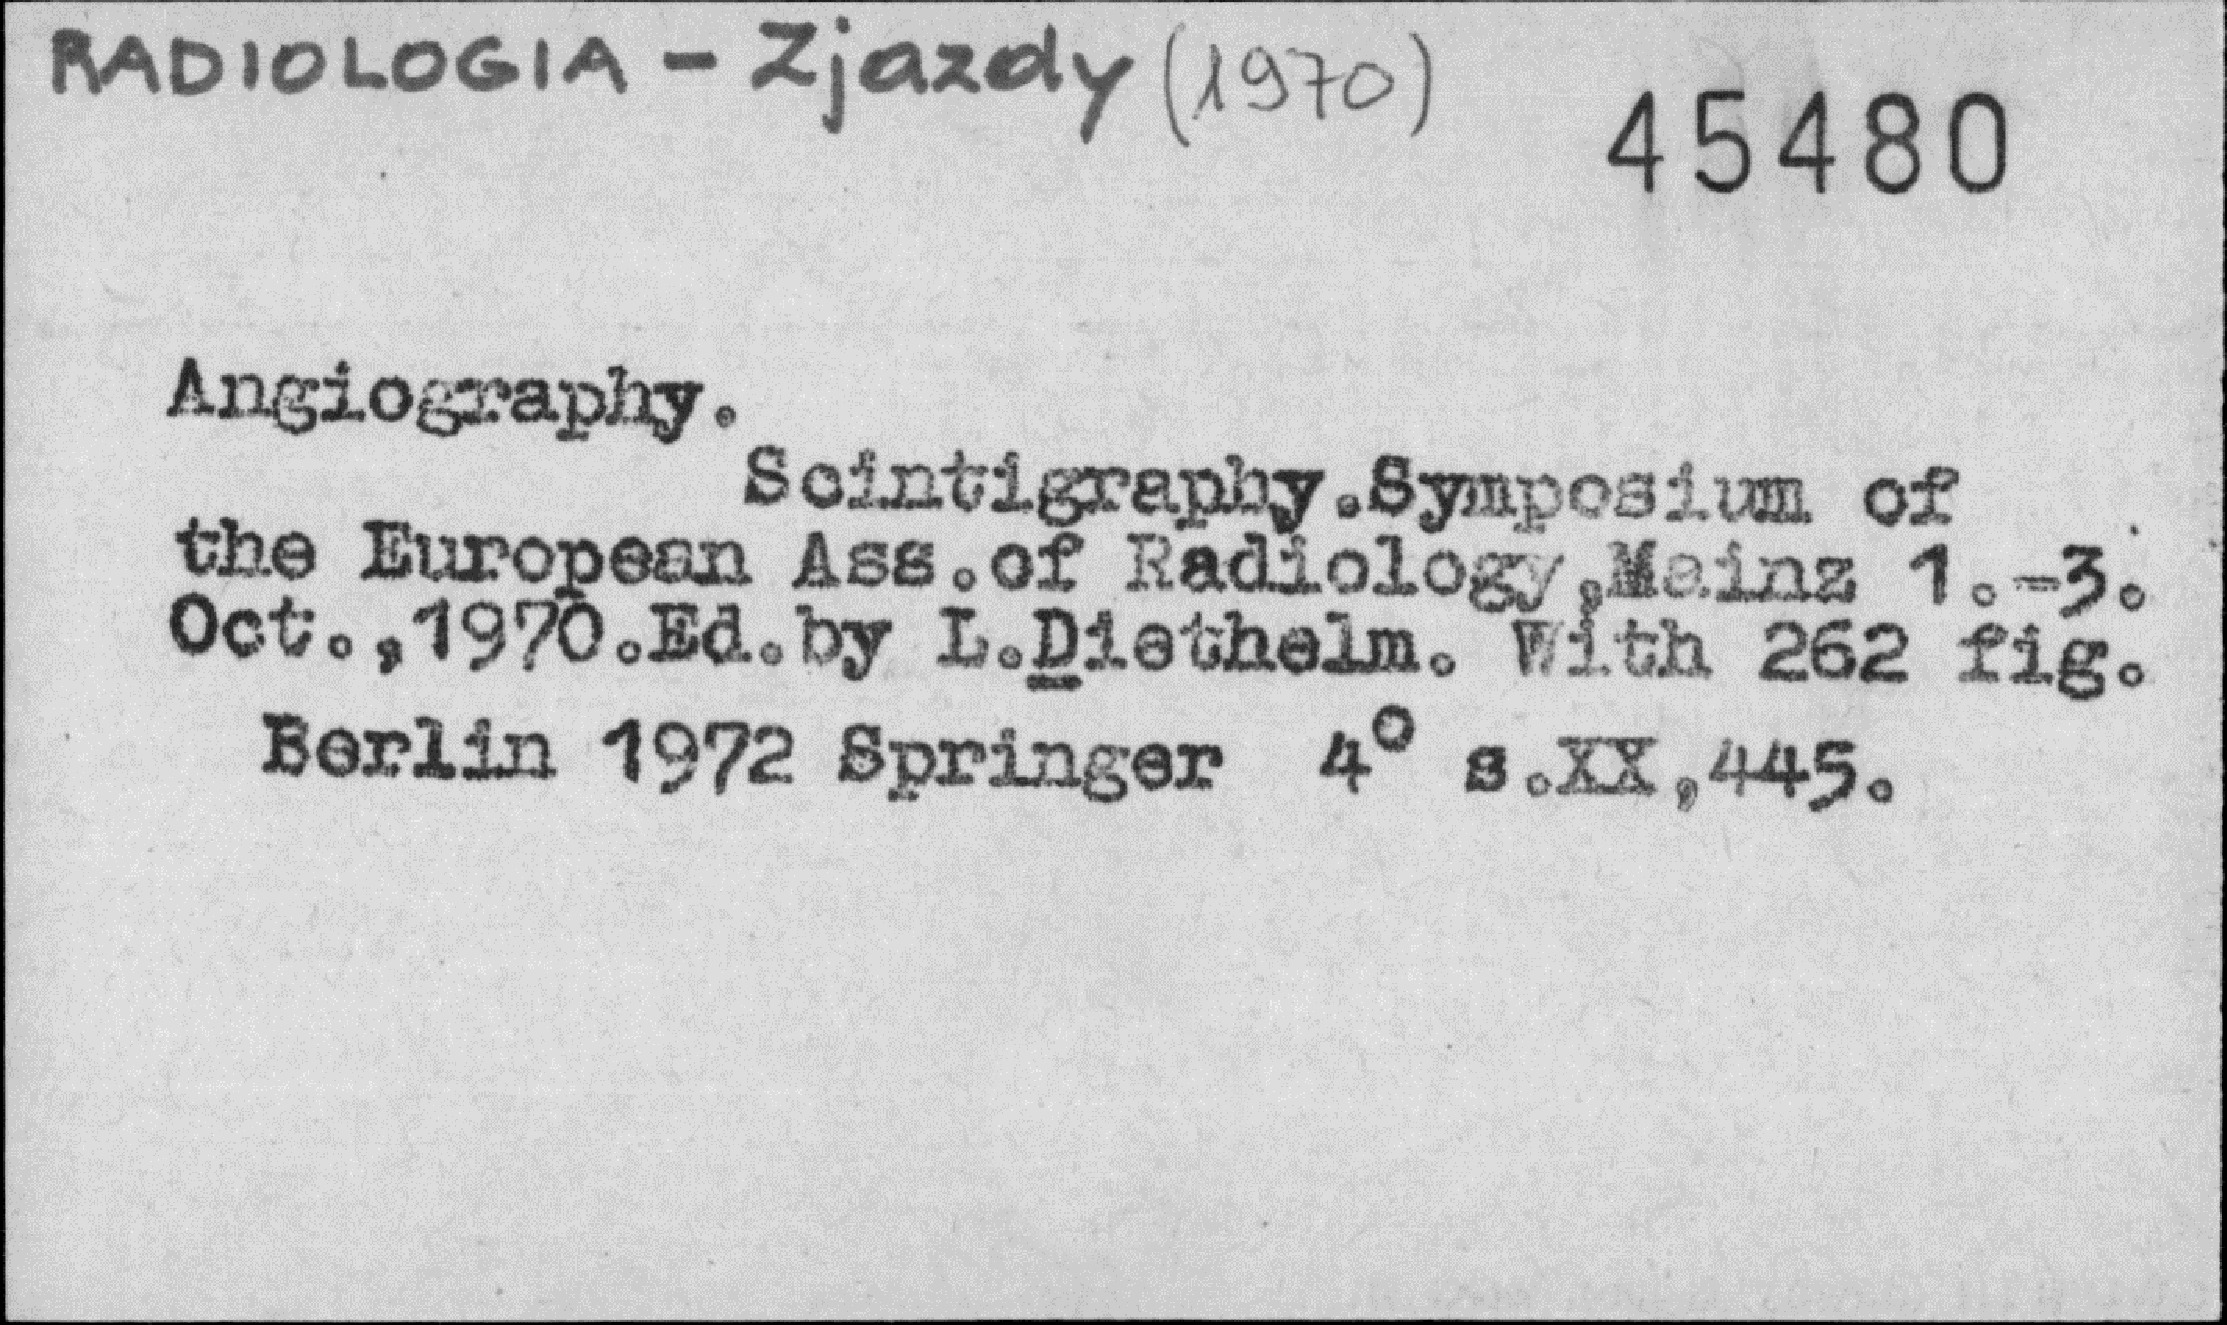 RADIOLOGIA - Zjazdy (1970)
45480
Angiography.
Scintigraphy.Symposium of
the European Ass.of Radiology,Mainz 1.-3.
Oct.,1970.Ed.by L.Diethelm. With 262 fig.
Berlin 1972 Springer 4° s.XX,445.